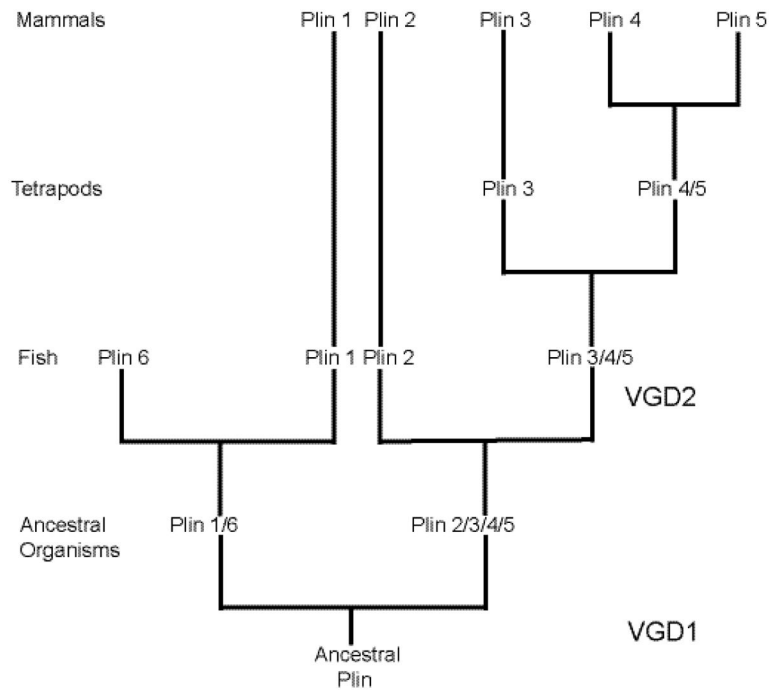 Mammals Plin 1 Plin 2 Plin 3 Plin 4 Plin 5
Tetrapods Plin 3 Plin 4/5
Fish Plin 6 Plin 1 Plin 2 Plin 3/4/5
VGD2
Ancestral Plin 1/6 Plin 2/3/4/5
Organisms
VGD1
Ancestral
Plin